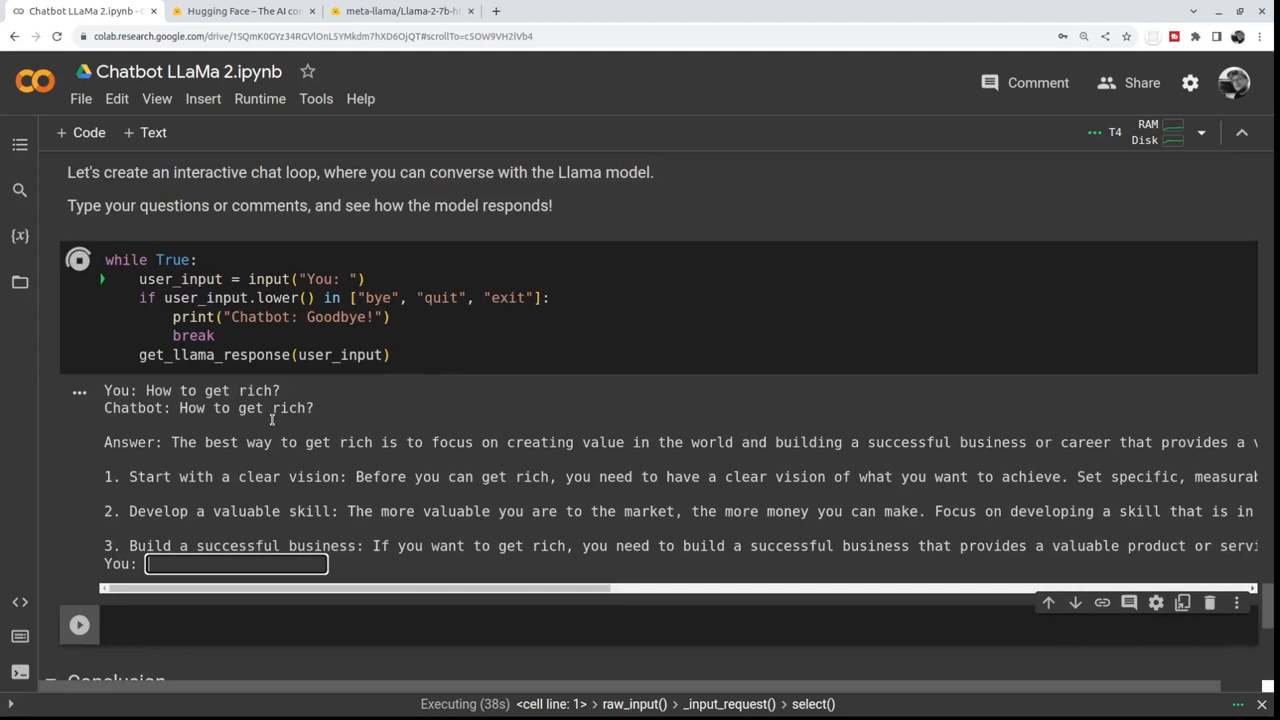 Chatbot LLaMa 2.ipynb - C
Hugging Face – The AI con
meta-llama/Llama-2-7b-h
colab.research.google.com/drive/1SQmK0GYz34RGVlOnL5YMkdm7hXD6OjQT#scrollTo=c5OW9VH2lVb4
Chatbot LLaMa 2.ipynb
Comment
Share
File Edit View Insert Runtime Tools Help
+ Code + Text
T4
RAM
Disk
Let's create an interactive chat loop, where you can converse with the Llama model.
Type your questions or comments, and see how the model responds!
while True:
user_input = input("You: ")
if user_input.lower() in ["bye", "quit", "exit"]:
print("Chatbot: Goodbye!")
break
get_llama_response(user_input)
You: How to get rich?
Chatbot: How to get rich?
Answer: The best way to get rich is to focus on creating value in the world and building a successful business or career that provides a v
1. Start with a clear vision: Before you can get rich, you need to have a clear vision of what you want to achieve. Set specific, measurab
2. Develop a valuable skill: The more valuable you are to the market, the more money you can make. Focus on developing a skill that is in
3. Build a successful business: If you want to get rich, you need to build a successful business that provides a valuable product or servi
You:
Conclusion
Executing (38s) <cell line: 1> > raw_input() > _input_request() > select()